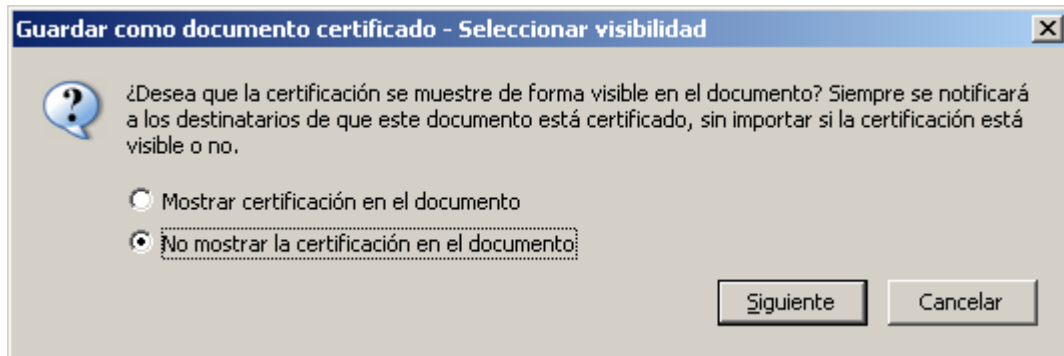 Guardar como documento certificado - Seleccionar visibilidad
¿Desea que la certificación se muestre de forma visible en el documento? Siempre se notificará
a los destinatarios de que este documento está certificado, sin importar si la certificación está
visible o no.
Mostrar certificación en el documento
No mostrar la certificación en el documento
Siguiente Cancelar